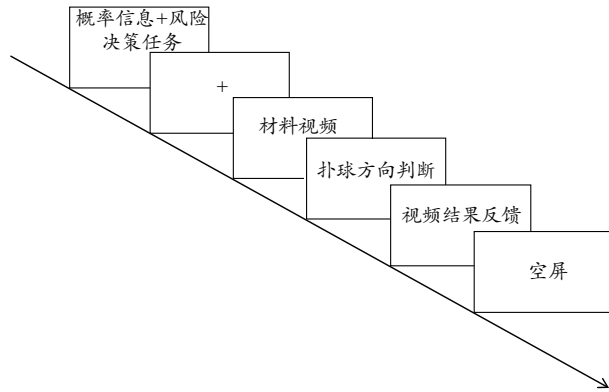 概率信息+风险
决策任务
+
材料视频
扑球方向判断
视频结果反馈
空屏